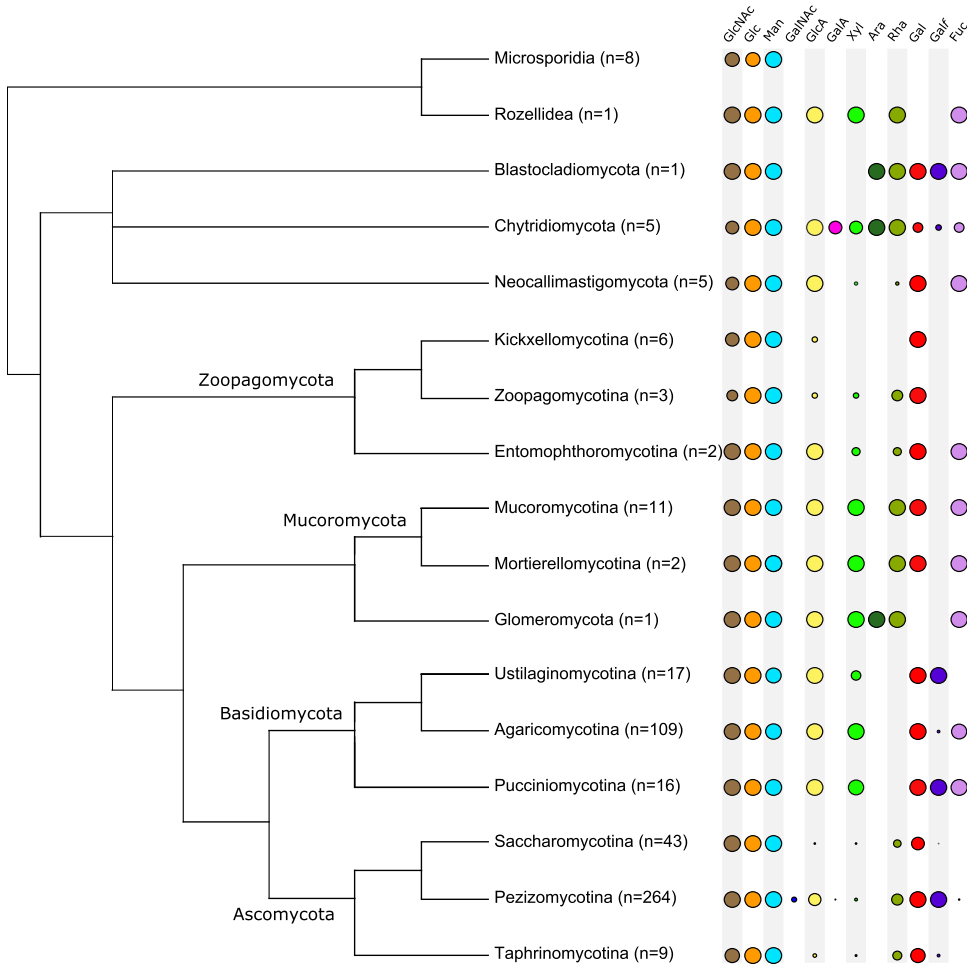 GlcNAc Glc Man GalNAc GlcA GalA Xyl Ara Rha Gal Galf Fuc
Microsporidia (n=8)
Rozellidea (n=1)
Blastocladiomycota (n=1)
Chytridiomycota (n=5)
Neocallimastigomycota (n=5)
Kickxellomycotina (n=6)
Zoopagomycota
Zoopagomycotina (n=3)
Entomophthoromycotina (n=2)
Mucoromycotina (n=11)
Mucoromycota
Mortierellomycotina (n=2)
Glomeromycota (n=1)
Ustilaginomycotina (n=17)
Basidiomycota
Agaricomycotina (n=109)
Pucciniomycotina (n=16)
Saccharomycotina (n=43)
Pezizomycotina (n=264)
Ascomycota
Taphrinomycotina (n=9)